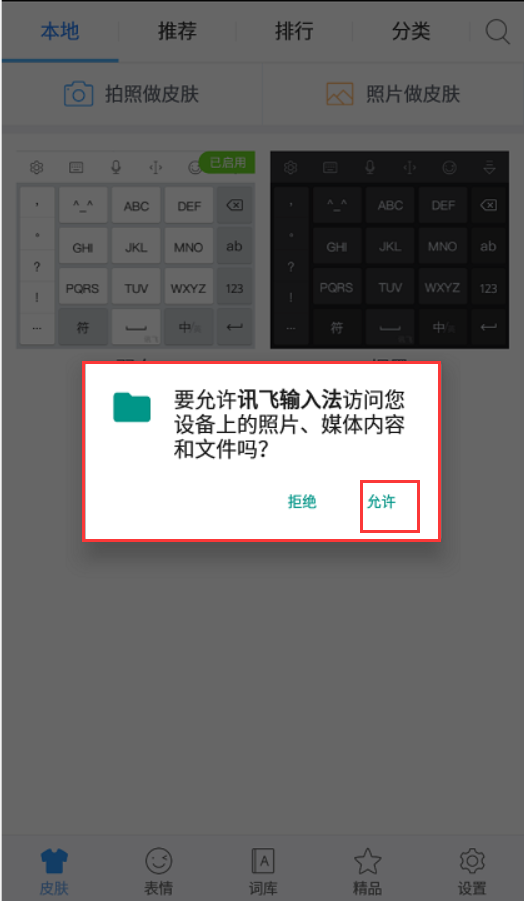 本地 推荐 排行 分类
拍照做皮肤 照片做皮肤
已启用
, ^_^ ABC DEF
。 GHI JKL MNO ab
? PQRS TUV WXYZ 123
!
... 符 中/英
, ^_^ ABC DEF
。 GHI JKL MNO ab
? PQRS TUV WXYZ 123
!
... 符 中/英
要允许讯飞输入法访问您
设备上的照片、媒体内容
和文件吗?
拒绝 允许
皮肤 表情 词库 精品 设置